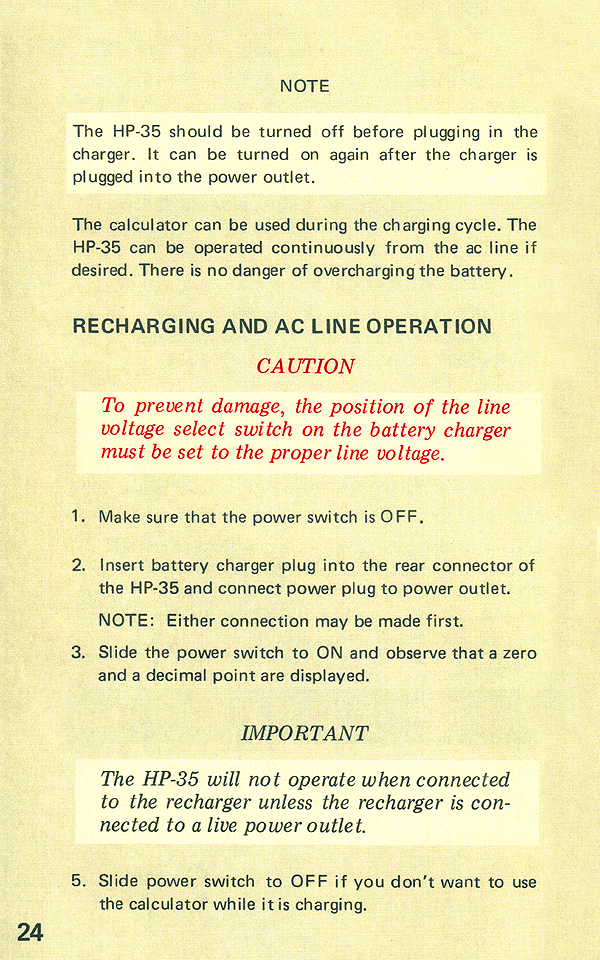 NOTE
The HP-35 should be turned off before plugging in the
charger. It can be turned on again after the charger is
plugged into the power outlet.
The calculator can be used during the charging cycle. The
HP-35 can be operated continuously from the ac line if
desired. There is no danger of overcharging the battery.
RECHARGING AND AC LINE OPERATION
CAUTION
To prevent damage, the position of the line
voltage select switch on the battery charger
must be set to the proper line voltage.
1. Make sure that the power switch is OFF.
2. Insert battery charger plug into the rear connector of
the HP-35 and connect power plug to power outlet.
NOTE: Either connection may be made first.
3. Slide the power switch to ON and observe that a zero
and a decimal point are displayed.
IMPORTANT
The HP-35 will not operate when connected
to the recharger unless the recharger is con-
nected to a live power outlet.
5. Slide power switch to OFF if you don't want to use
the calculator while it is charging.
24